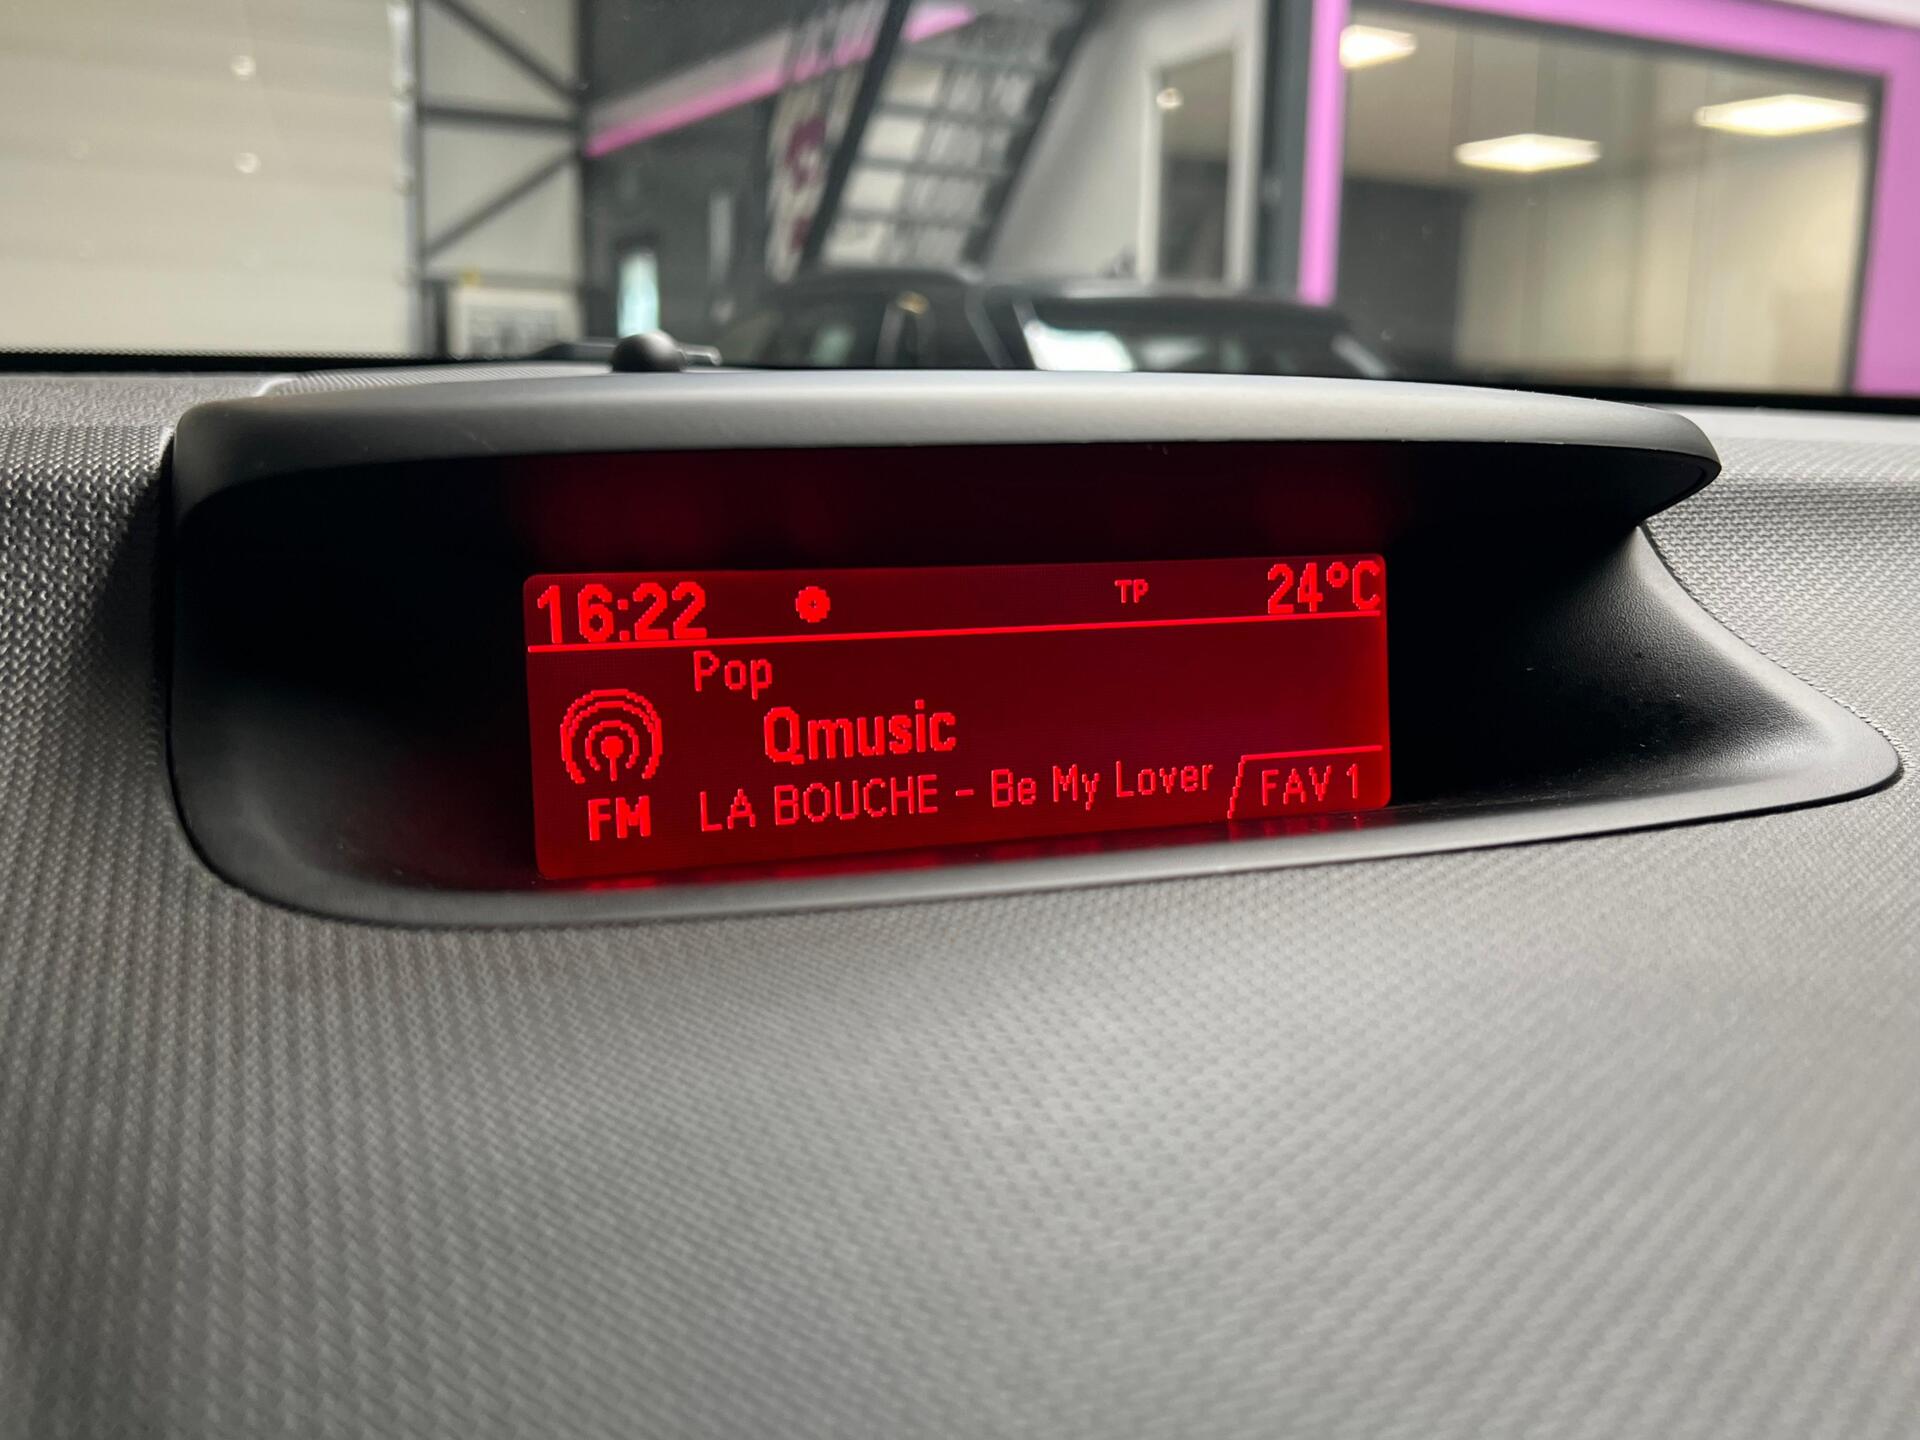 16:22 TP 24°C
Pop
Qmusic
LA BOUCHE - Be My Lover
FM
FAV 1